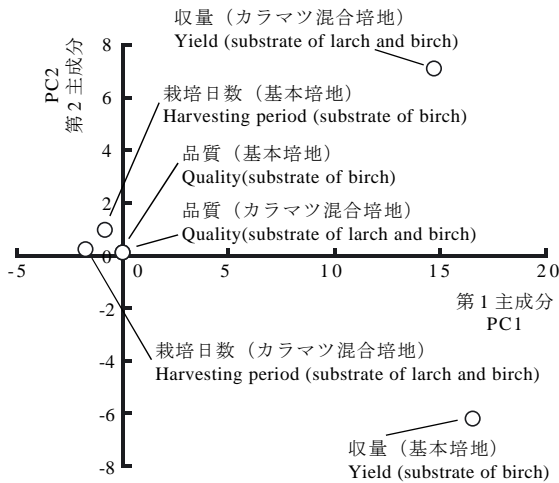 収量（カラマツ混合培地）
Yield (substrate of larch and birch)
PC2
第２主成分
8
6
4
2
0
-2
-4
-6
-8
栽培日数（基本培地）
Harvesting period (substrate of birch)
品質（基本培地）
Quality(substrate of birch)
品質（カラマツ混合培地）
Quality(substrate of larch and birch)
-5
0
5
10
15
20
第１主成分
PC1
栽培日数（カラマツ混合培地）
Harvesting period (substrate of larch and birch)
収量（基本培地）
Yield (substrate of birch)